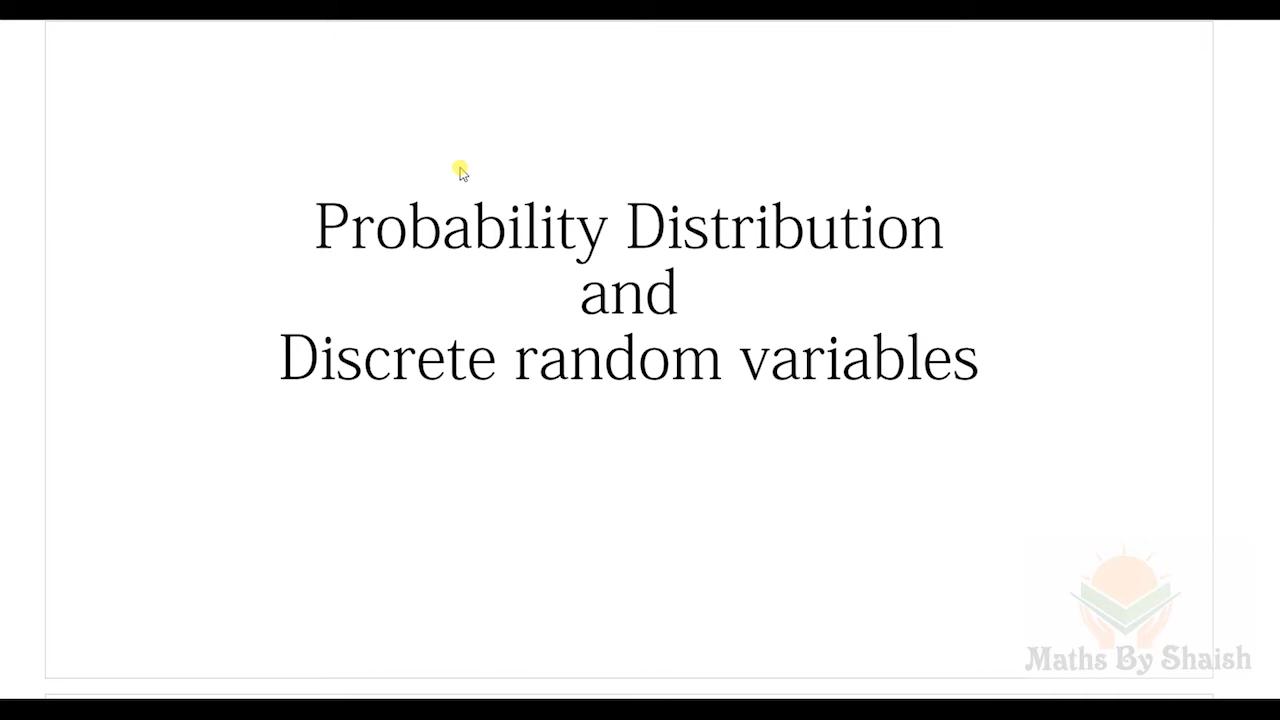 Probability Distribution
and
Discrete random variables
Maths By Shaish